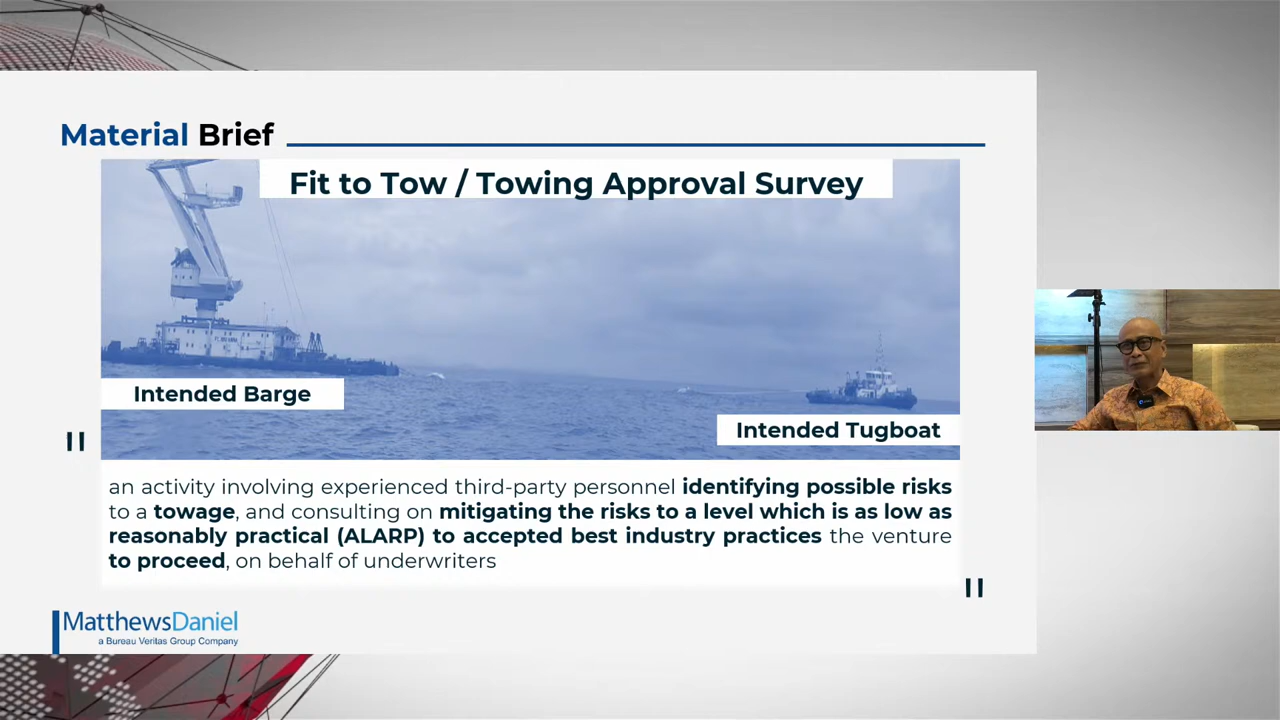 Material Brief
Fit to Tow / Towing Approval Survey
Intended Barge
Intended Tugboat
"
an activity involving experienced third-party personnel identifying possible risks
to a towage, and consulting on mitigating the risks to a level which is as low as
reasonably practical (ALARP) to accepted best industry practices the venture
to proceed, on behalf of underwriters
"
MatthewsDaniel
a Bureau Veritas Group Company